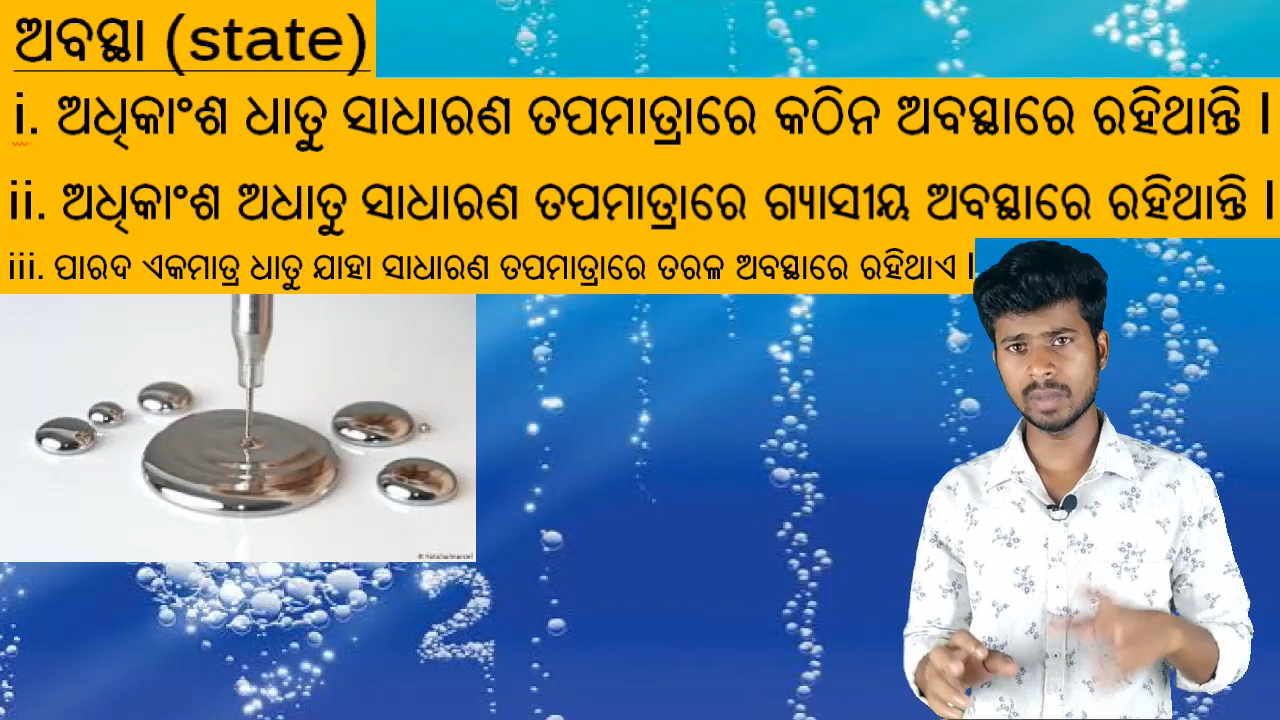 ଅବସ୍ଥା (state)
i. ଅଧିକାଂଶ ଧାତୁ ସାଧାରଣ ତପମାତ୍ରାରେ କଠିନ ଅବସ୍ଥାରେ ରହିଥାନ୍ତି |
ii. ଅଧିକାଂଶ ଅଧାତୁ ସାଧାରଣ ତପମାତ୍ରାରେ ଗ୍ୟାସୀୟ ଅବସ୍ଥାରେ ରହିଥାନ୍ତି |
iii. ପାରଦ ଏକମାତ୍ର ଧାତୁ ଯାହା ସାଧାରଣ ତପମାତ୍ରାରେ ତରଳ ଅବସ୍ଥାରେ ରହିଥାଏ |
2